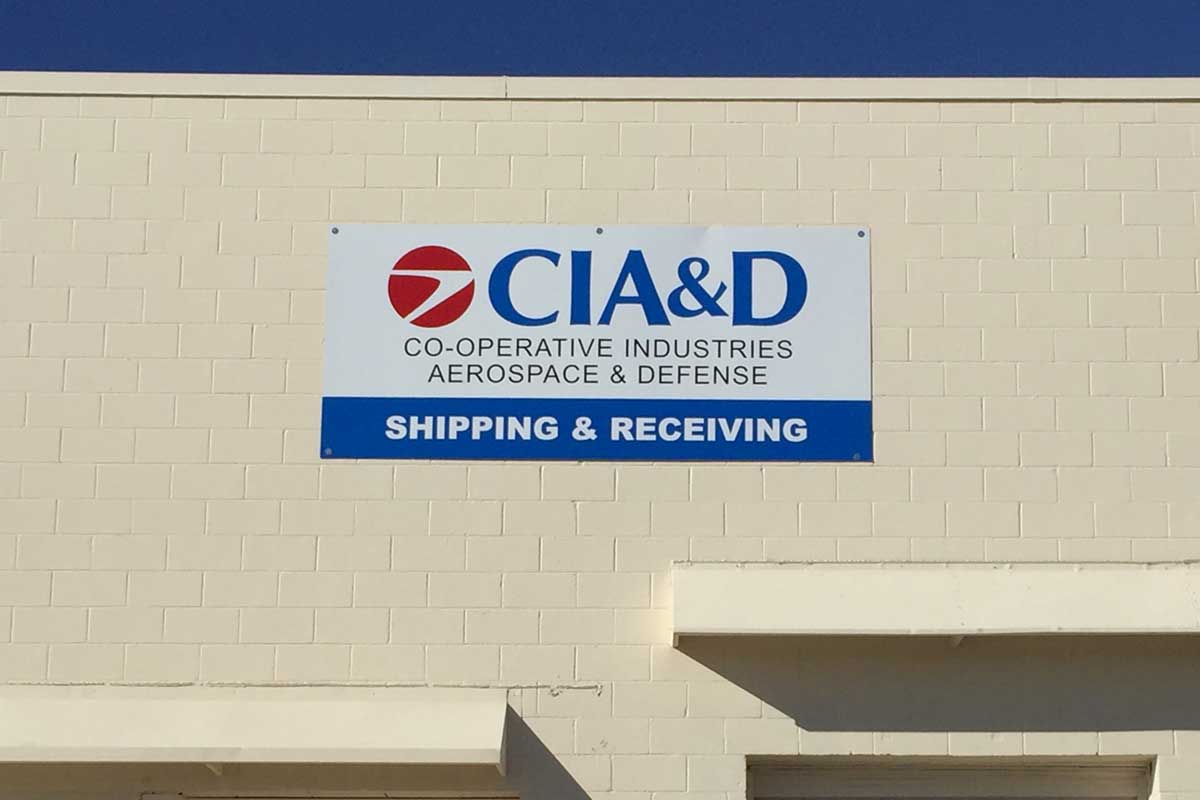 CIA&D
CO-OPERATIVE INDUSTRIES
AEROSPACE & DEFENSE
SHIPPING & RECEIVING